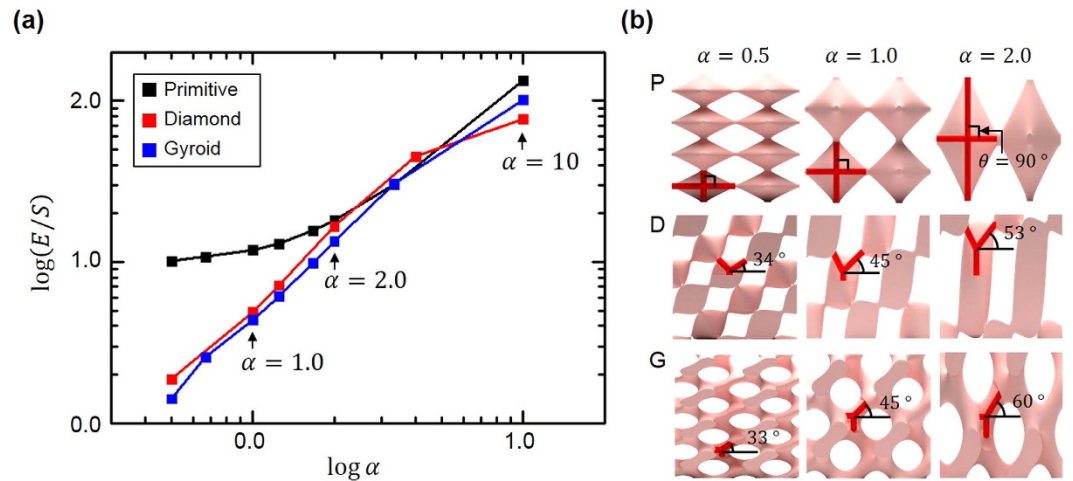 (a)
(b)
Primitive
Diamond
Gyroid
2.0
1.0
0.0
log(E/S)
0.0
1.0
log α
α = 1.0
α = 2.0
α = 10
α = 0.5
α = 1.0
α = 2.0
P
θ = 90 °
D
34 °
45 °
53 °
G
33 °
45 °
60 °